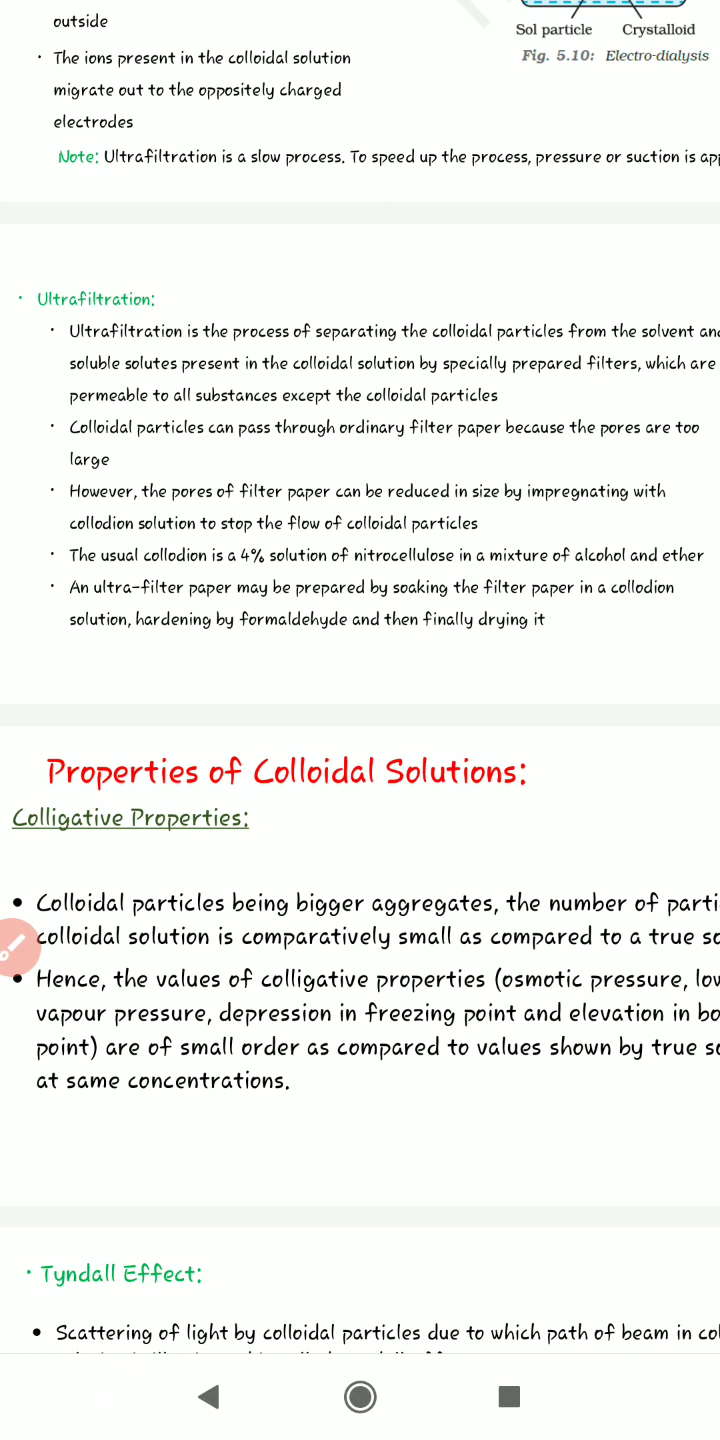 outside
Sol particle Crystalloid
Fig. 5.10: Electro-dialysis
· The ions present in the colloidal solution
migrate out to the oppositely charged
electrodes
Note: Ultrafiltration is a slow process. To speed up the process, pressure or suction is
· Ultrafiltration:
· Ultrafiltration is the process of separating the colloidal particles from the solvent
soluble solutes present in the colloidal solution by specially prepared filters, which are
permeable to all substances except the colloidal particles
· Colloidal particles can pass through ordinary filter paper because the pores are too
large
· However, the pores of filter paper can be reduced in size by impregnating with
collodion solution to stop the flow of colloidal particles
· The usual collodion is a 4% solution of nitrocellulose in a mixture of alcohol and ether
· An ultra-filter paper may be prepared by soaking the filter paper in a collodion
solution, hardening by formaldehyde and then finally drying it
Properties of Colloidal Solutions:
Colligative Properties:
• Colloidal particles being bigger aggregates, the number of
colloidal solution is comparatively small as compared to a true
• Hence, the values of colligative properties (osmotic pressure,
vapour pressure, depression in freezing point and elevation in
point) are of small order as compared to values shown by true
at same concentrations.
· Tyndall Effect:
• Scattering of light by colloidal particles due to which path of beam in